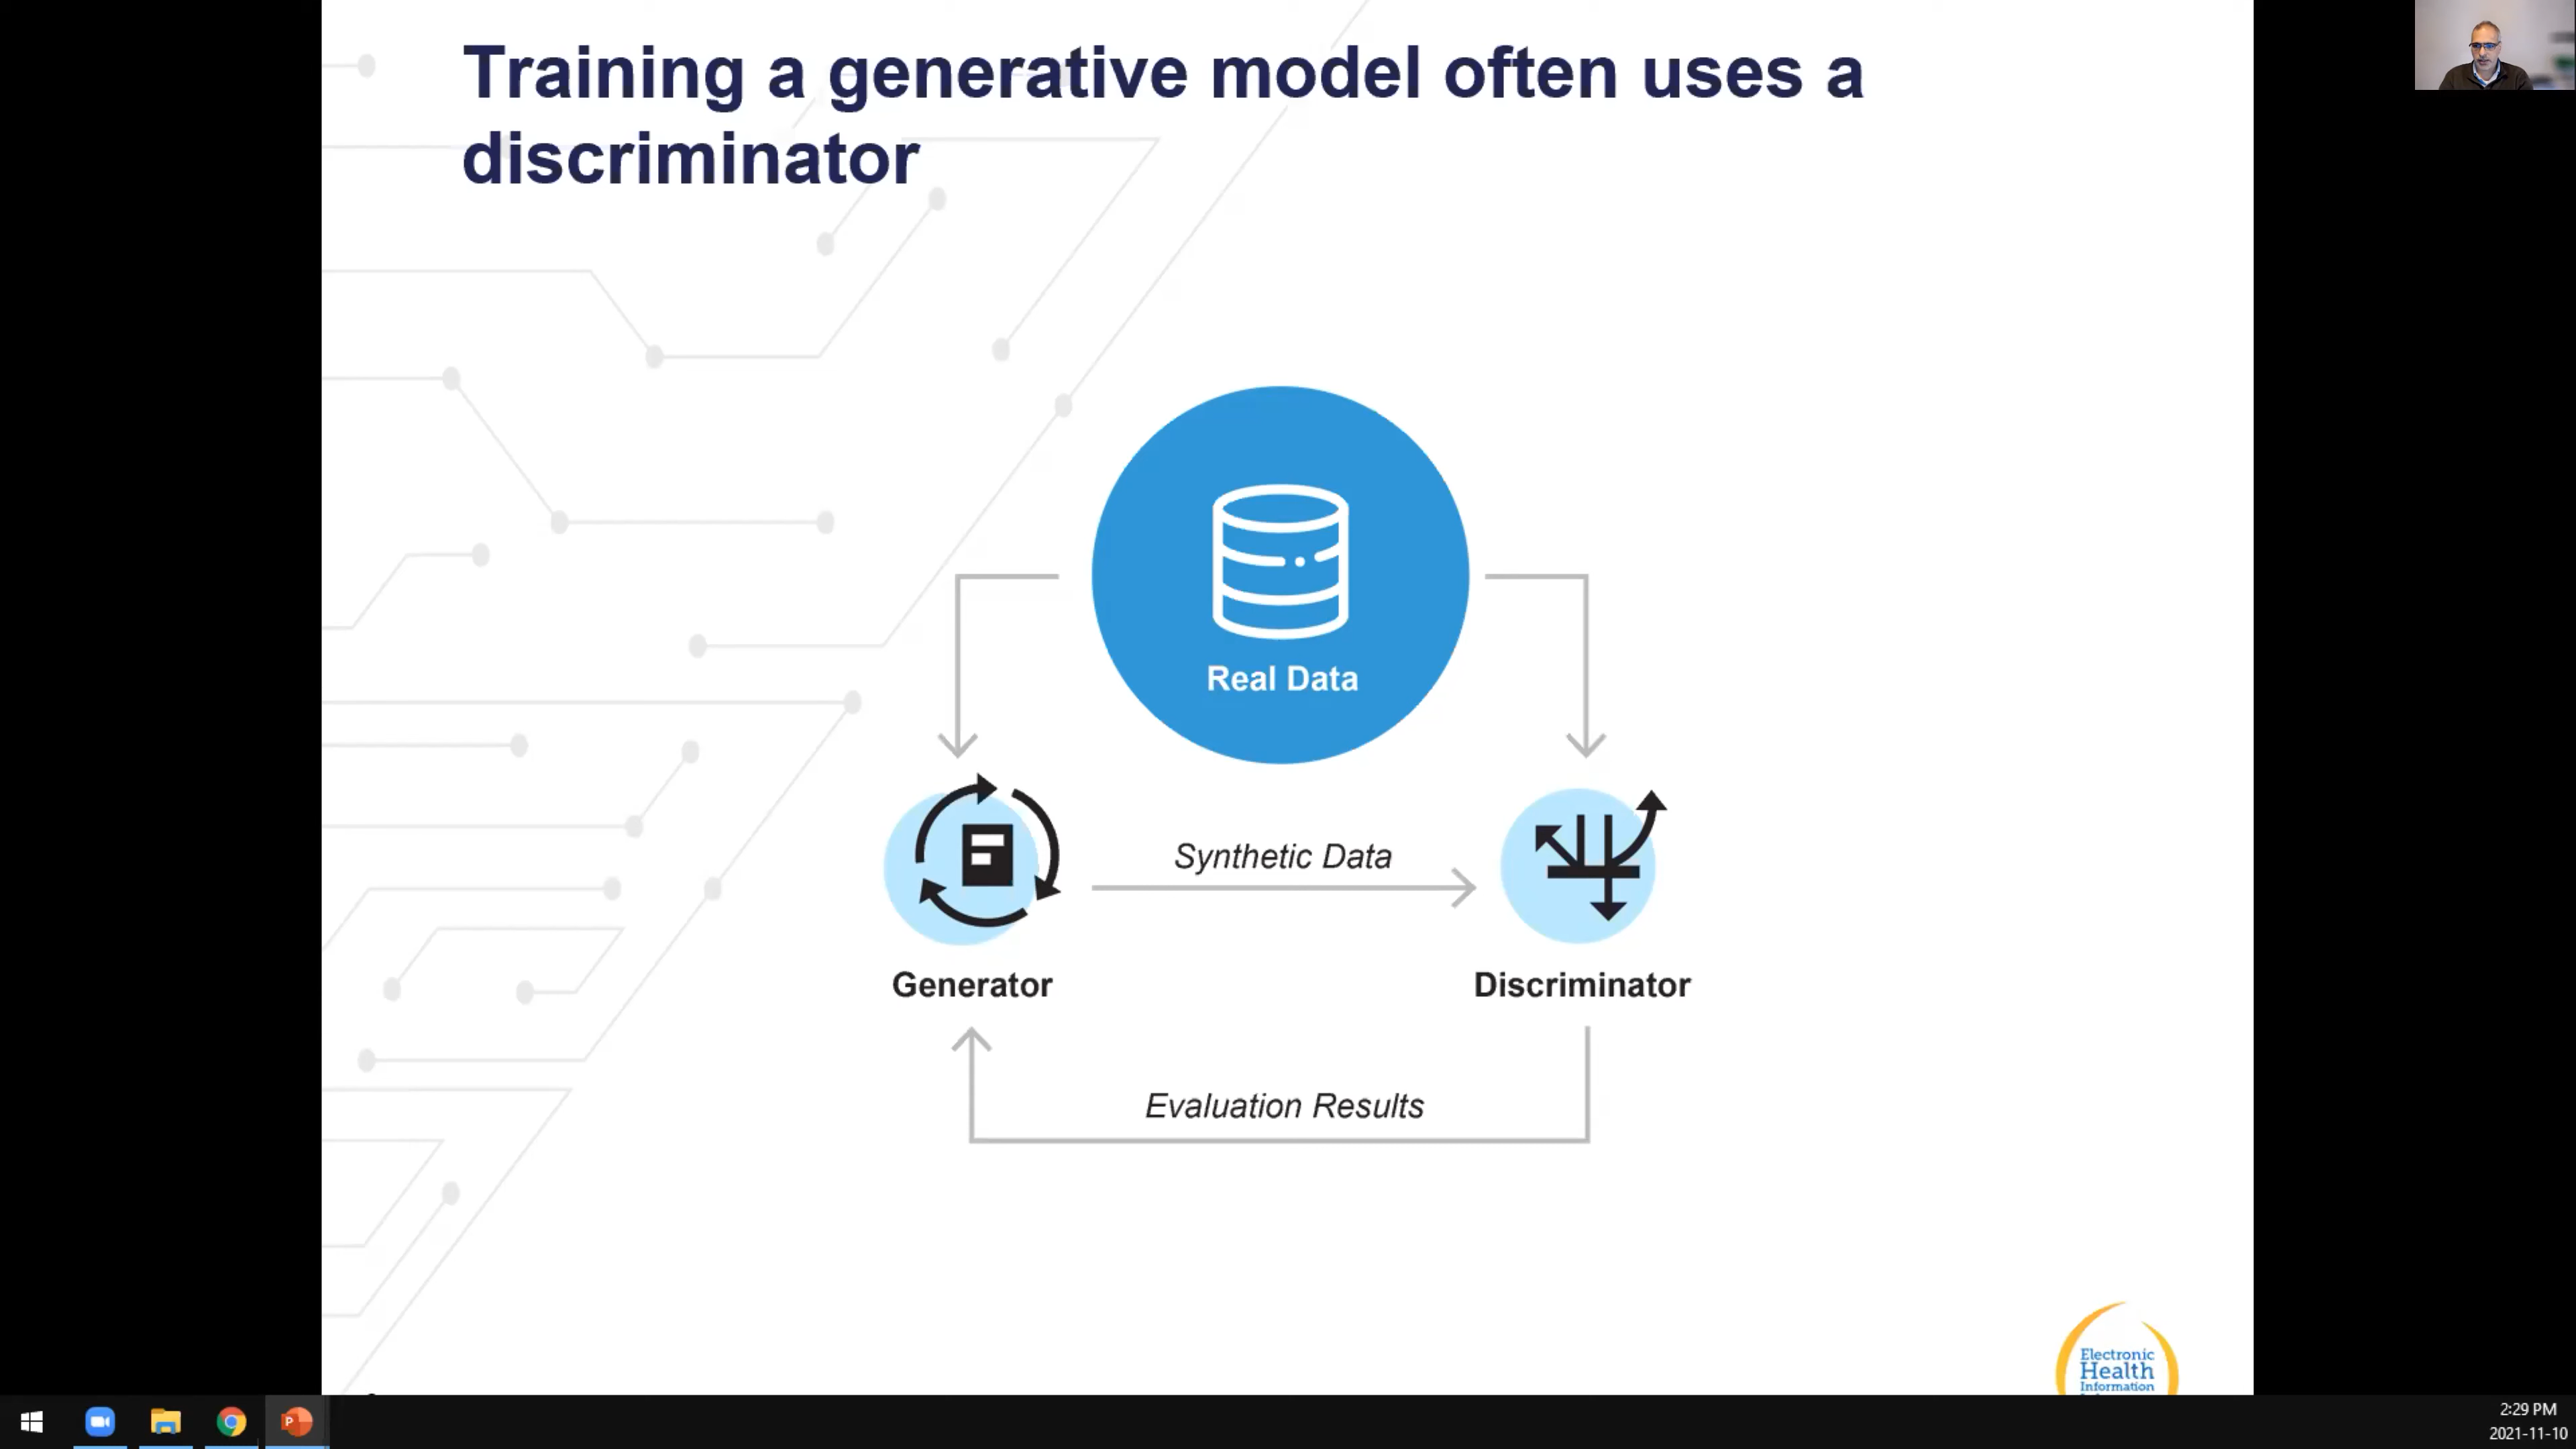 Training a generative model often uses a
discriminator
Real Data
Synthetic Data
Generator
Discriminator
Evaluation Results
Electronic
Health
Information
P
2:29 PM
2021-11-10